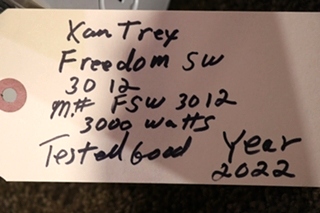 Xan Trex
Freedom SW
3012
M# FSW 3012
3000 watts
Tested Good Year
2022